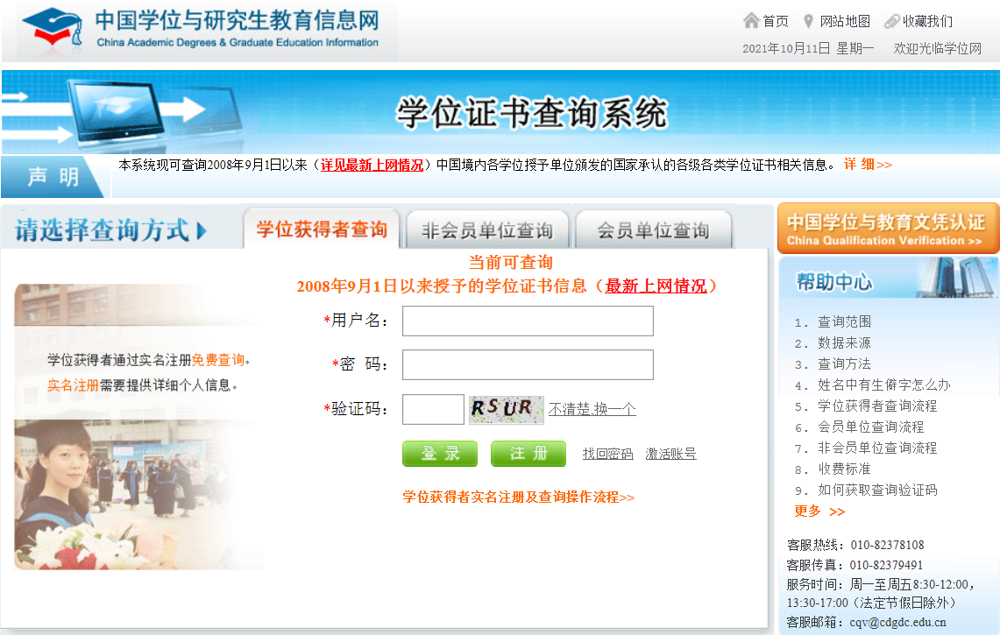 中国学位与研究生教育信息网
China Academic Degrees & Graduate Education Information
首页 网站地图 收藏我们
2021年10月11日 星期一 欢迎光临学位网
学位证书查询系统
声 明
本系统现可查询2008年9月1日以来（详见最新上网情况）中国境内各学位授予单位颁发的国家承认的各级各类学位证书相关信息。 详 细>>
请选择查询方式
学位获得者查询
非会员单位查询
会员单位查询
中国学位与教育文凭认证
China Qualification Verification >>
当前可查询
2008年9月1日以来授予的学位证书信息（最新上网情况）
学位获得者通过实名注册免费查询。
实名注册需要提供详细个人信息。
*用户名：
*密 码：
*验证码：
RSUR
不清楚,换一个
登 录
注 册
找回密码 激活账号
学位获得者实名注册及查询操作流程>>
帮助中心
1. 查询范围
2. 数据来源
3. 查询方法
4. 姓名中有生僻字怎么办
5. 学位获得者查询流程
6. 会员单位查询流程
7. 非会员单位查询流程
8. 收费标准
9. 如何获取查询验证码
更多 >>
客服热线：010-82378108
客服传真：010-82379491
服务时间：周一至周五8:30-12:00，
13:30-17:00（法定节假日除外）
客服邮箱：cqv@cdgdc.edu.cn